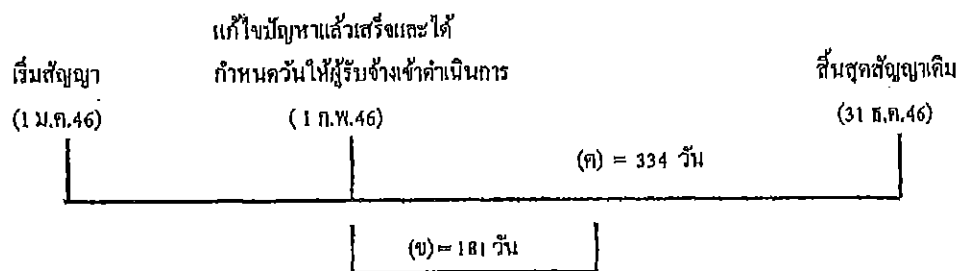 แก้ไขปัญหาแล้วเสร็จและได้
เริ่มสัญญา กำหนดวันให้ผู้รับจ้างเข้าดำเนินการ สิ้นสุดสัญญาเดิม
(1 ม.ค.46) ( 1 ก.พ.46) (31 ธ.ค.46)
(ค) = 334 วัน
(ข) = 181 วัน